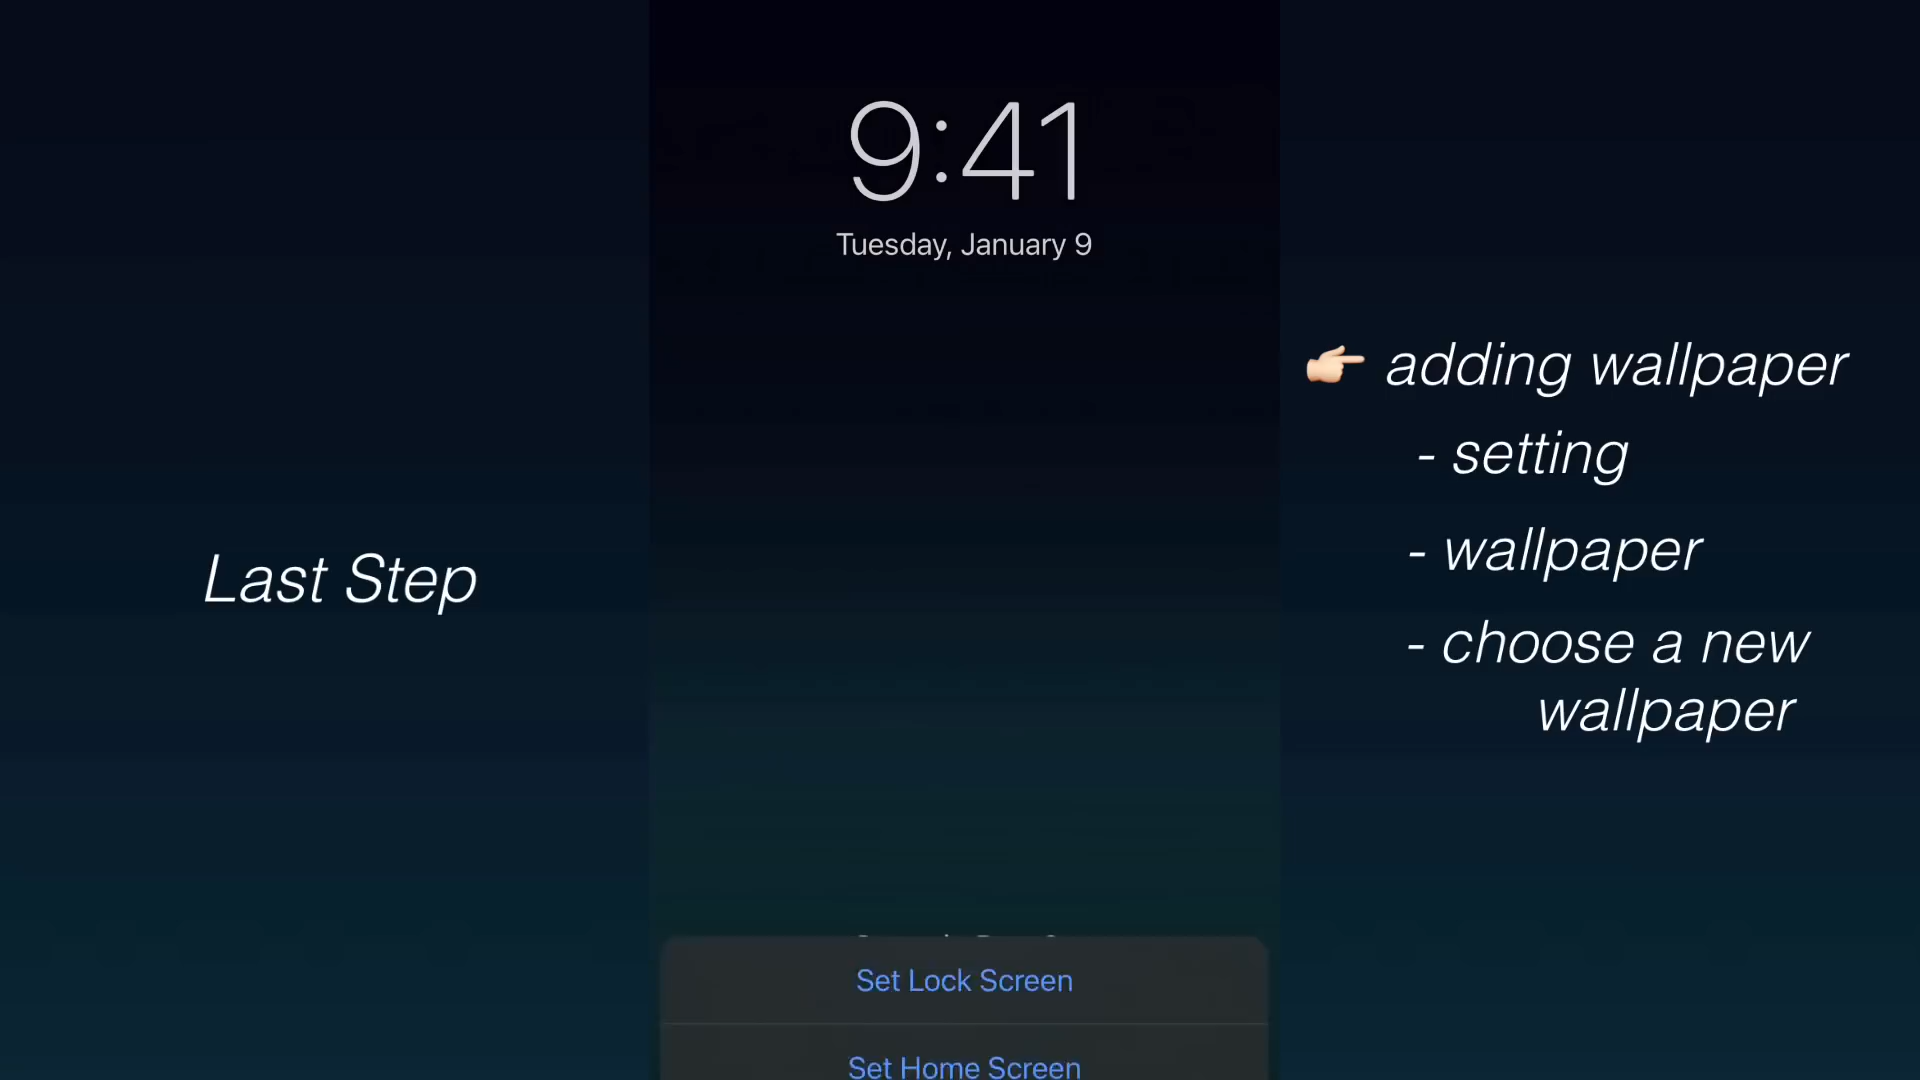 9:41
Tuesday, January 9
Last Step
👉🏻 adding wallpaper
- setting
- wallpaper
- choose a new
wallpaper
Set Lock Screen
Set Home Screen